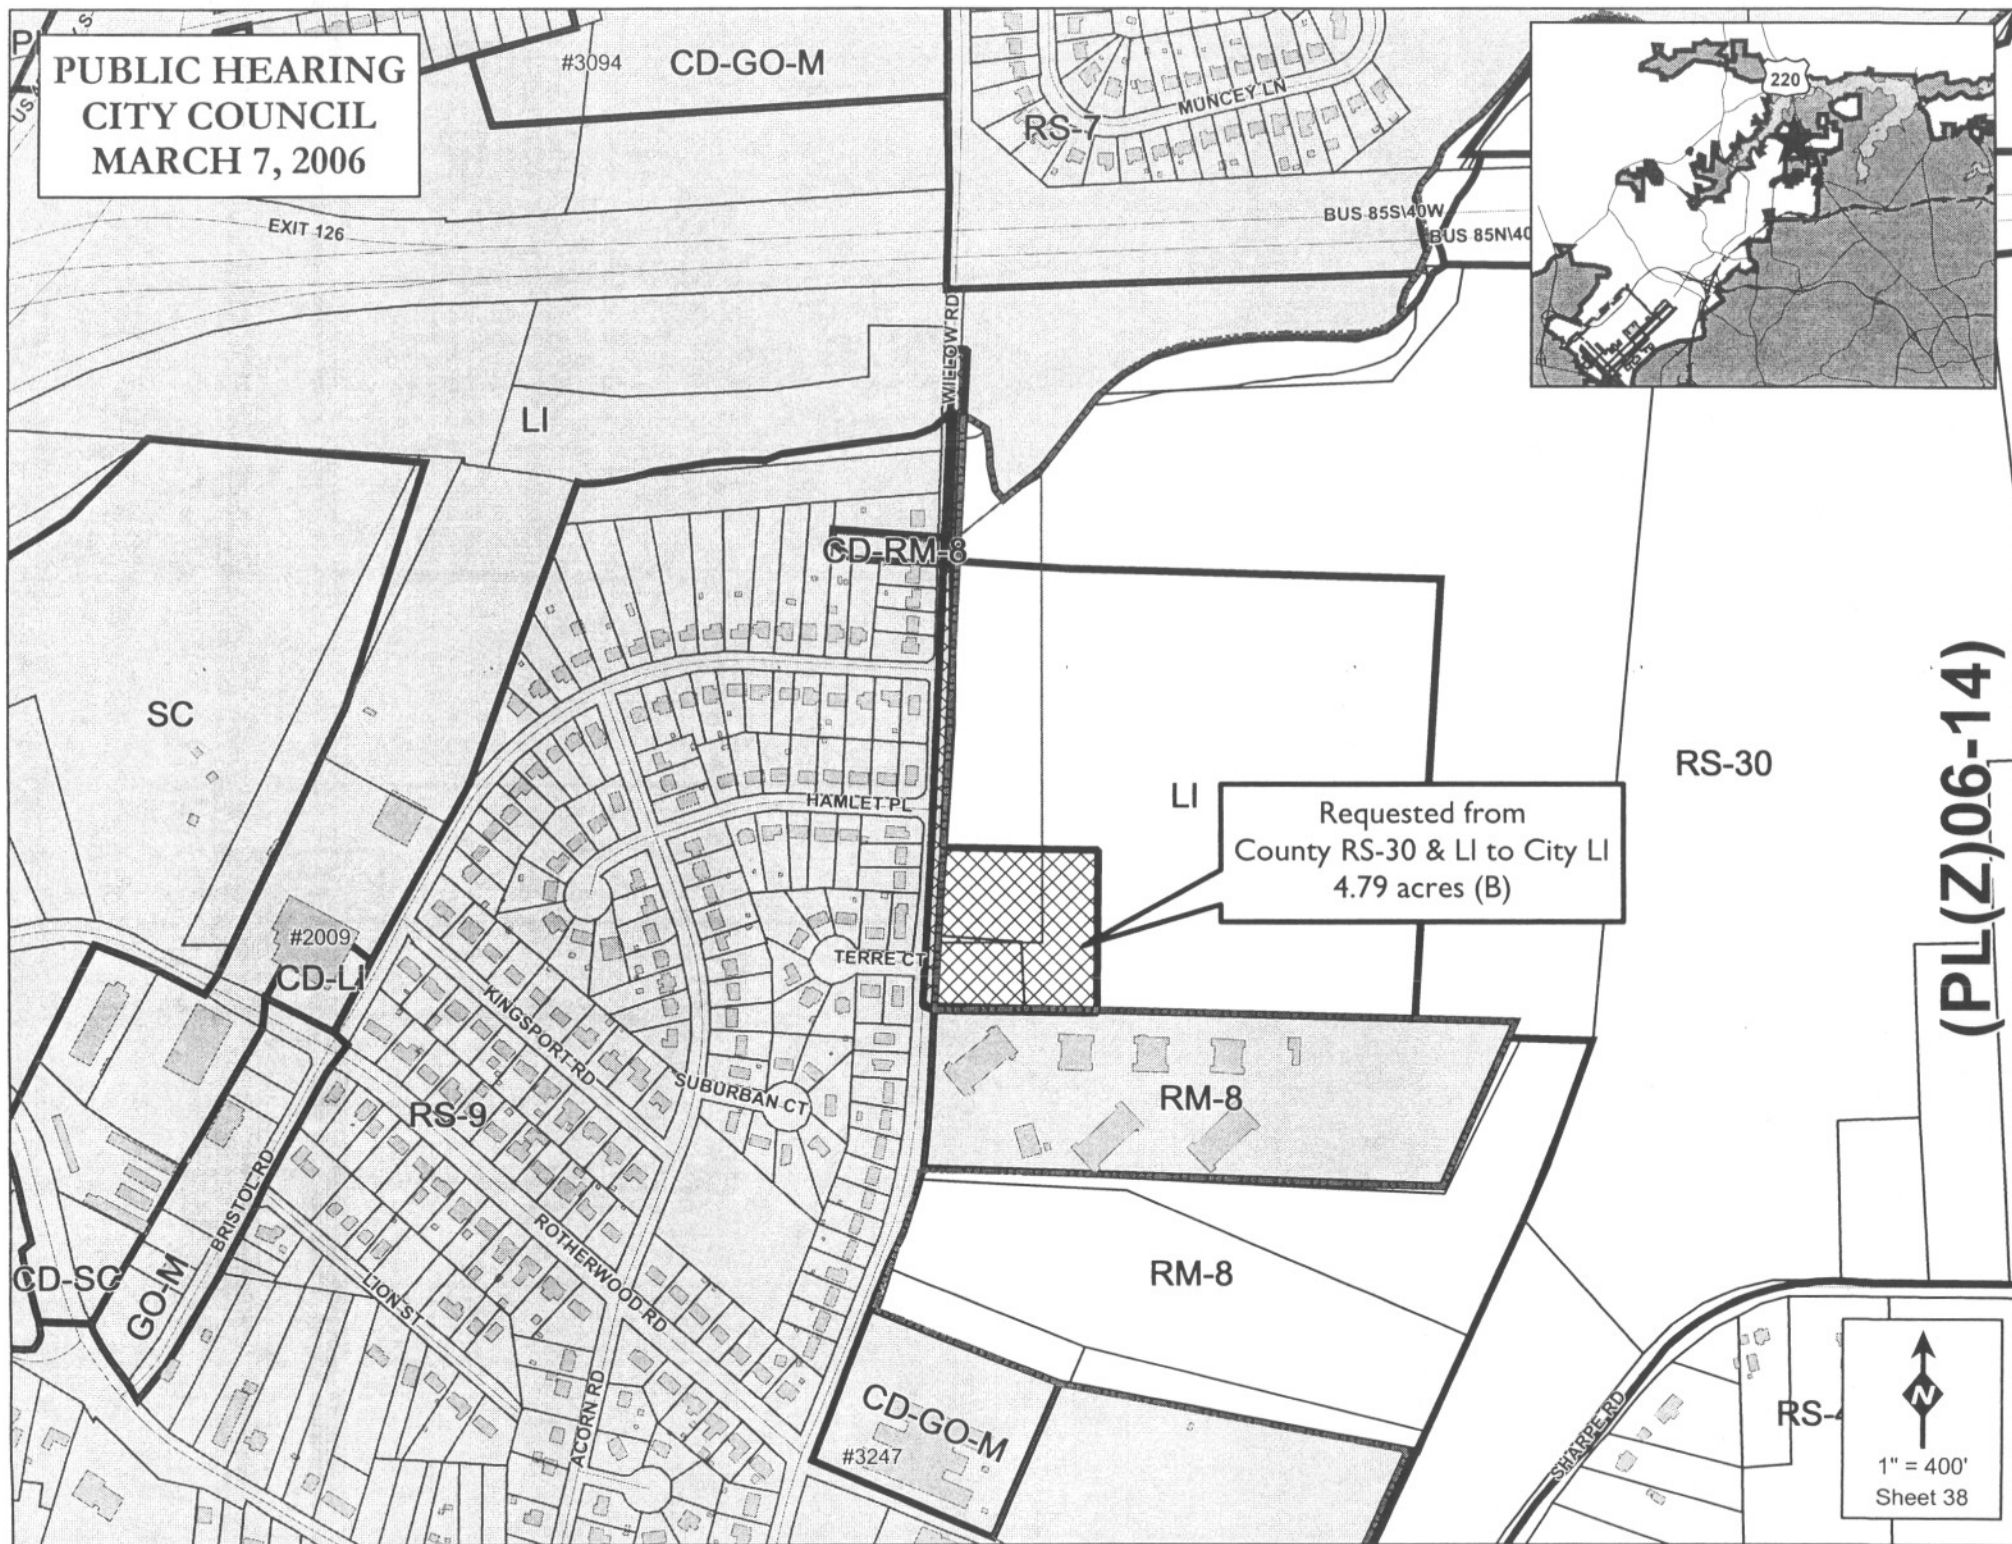 PUBLIC HEARING
CITY COUNCIL
MARCH 7, 2006
#3094
CD-GO-M
MUNCEY LN
RS-7
220
EXIT 126
BUS 85S\40W
BUS 85N\40
WILLOW RD
LI
CD-RM-8
SC
HAMLET PL
LI
RS-30
Requested from
County RS-30 & LI to City LI
4.79 acres (B)
(PL(Z)06-14)
#2009
CD-LI
TERRE CT
KINGSPORT RD
SUBURBAN CT
RS-9
RM-8
BRISTOL RD
ROTHERWOOD RD
LION ST
CD-SC
GO-M
RM-8
ACORN RD
CD-GO-M
#3247
SHARPE RD
RS-
N
1" = 400'
Sheet 38